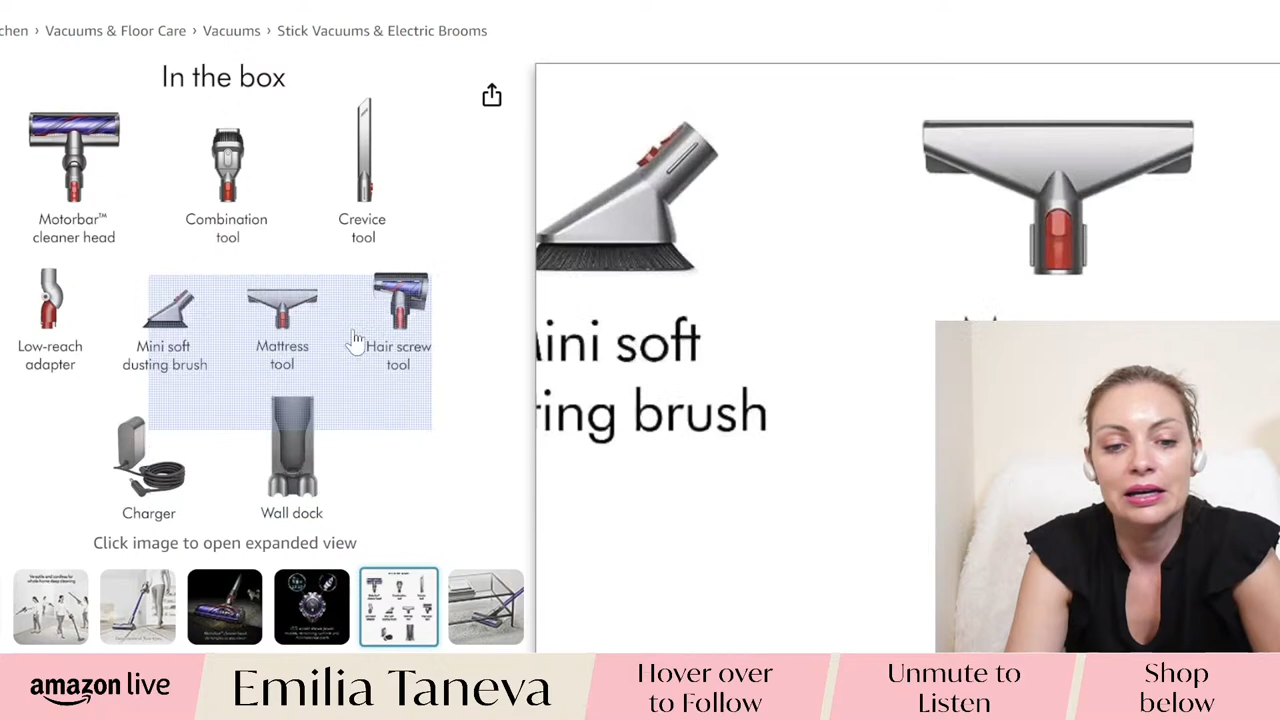 chen › Vacuums & Floor Care › Vacuums › Stick Vacuums & Electric Brooms
In the box
Motorbar™
cleaner head
Combination
tool
Crevice
tool
Low-reach
adapter
Mini soft
dusting brush
Mattress
tool
Hair screw
tool
Charger
Wall dock
Click image to open expanded view
ini soft
ting brush
amazon live
Emilia Taneva
Hover over
to Follow
Unmute to
Listen
Shop
below